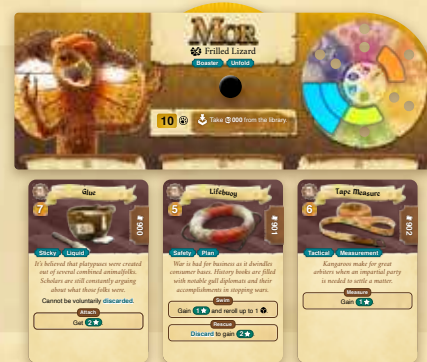 MOR
Frilled Lizard
Boaster Unfold
10 Take 000 from the library.
Glue
7
# 900
Sticky Liquid
It's believed that platypuses were created
out of several combined animalfolks.
Scholars are still constantly arguing
about what those folks were.
Cannot be voluntarily discarded.
Attach
Get 2
Lifebuoy
5
# 901
Safety Plan
War is bad for business as it dwindles
consumer bases. History books are filled
with notable gull diplomats and their
accomplishments in stopping wars.
Swim
Gain 1 and reroll up to 1 .
Rescue
Discard to gain 2 .
Tape Measure
6
# 902
Tactical Measurement
Kangaroos make for great
arbiters when an impartial party
is needed to settle a matter.
Measure
Gain 1 .